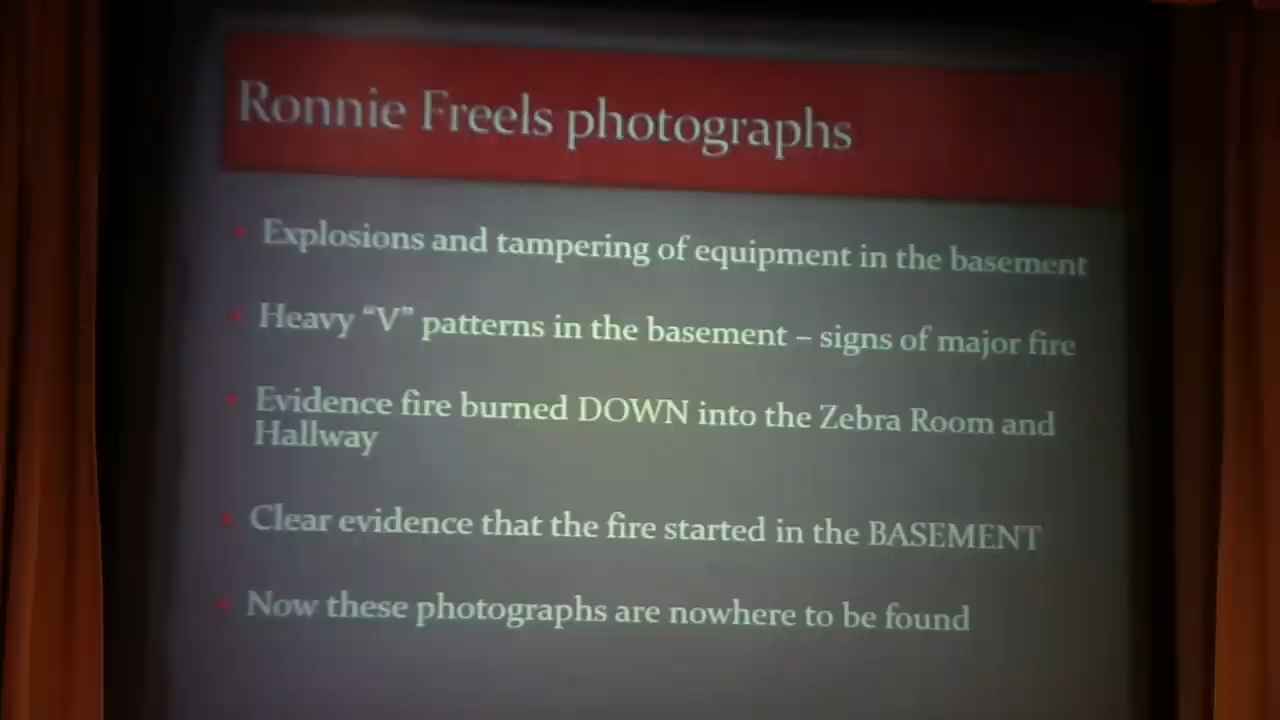 Ronnie Freels photographs
Explosions and tampering of equipment in the basement
Heavy “V” patterns in the basement – signs of major fire
Evidence fire burned DOWN into the Zebra Room and
Hallway
Clear evidence that the fire started in the BASEMENT
Now these photographs are nowhere to be found